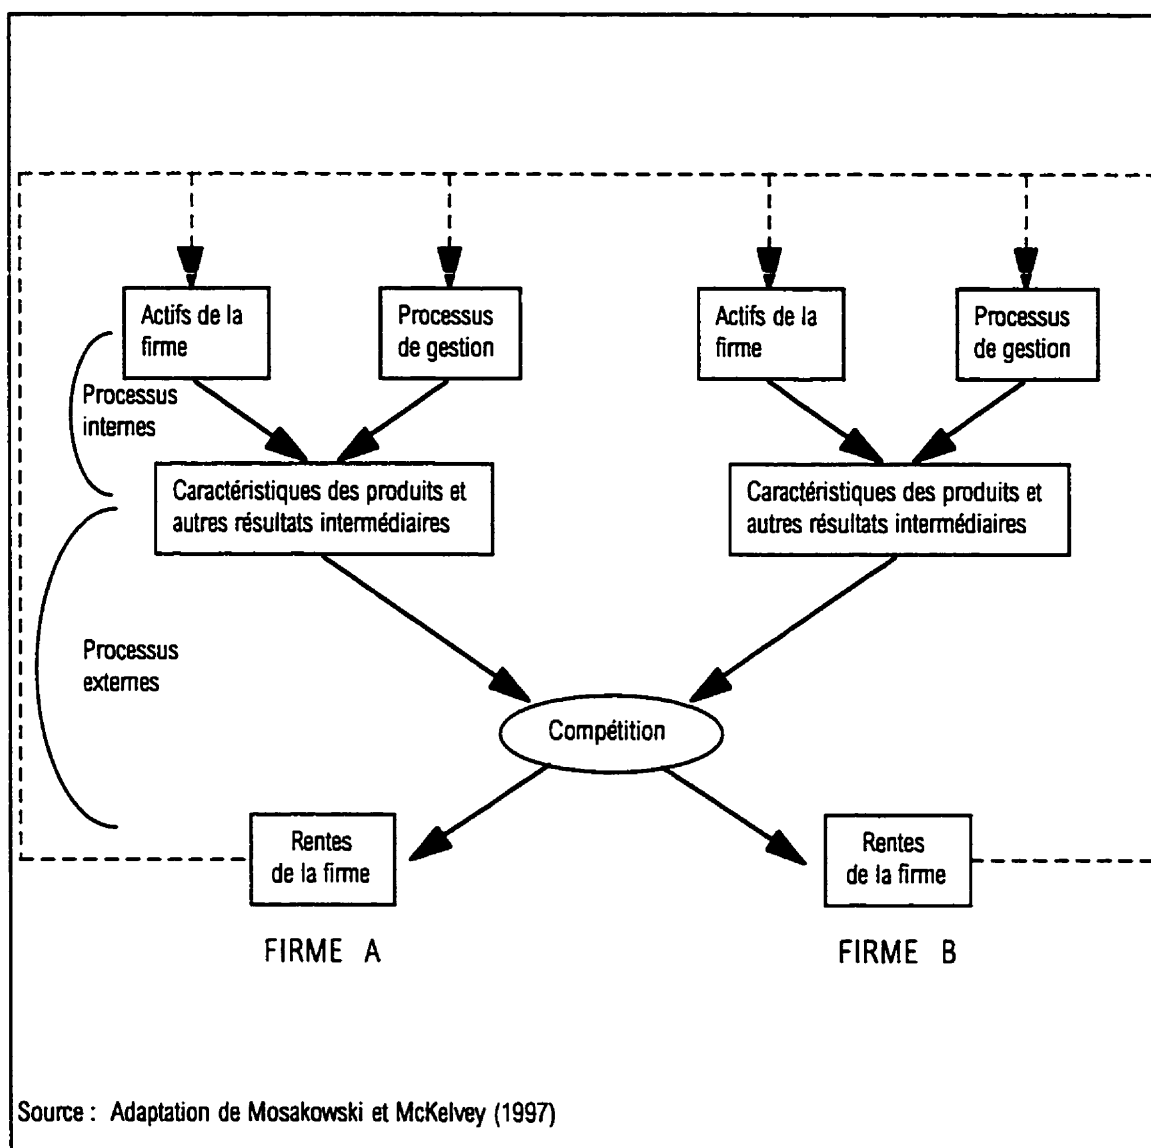 Actifs de la
firme
Processus
de gestion
Actifs de la
firme
Processus
de gestion
Processus
internes
Caractéristiques des produits et
autres résultats intermédiaires
Caractéristiques des produits et
autres résultats intermédiaires
Processus
externes
Compétition
Rentes
de la firme
Rentes
de la firme
FIRME A
FIRME B
Source : Adaptation de Mosakowski et McKelvey (1997)